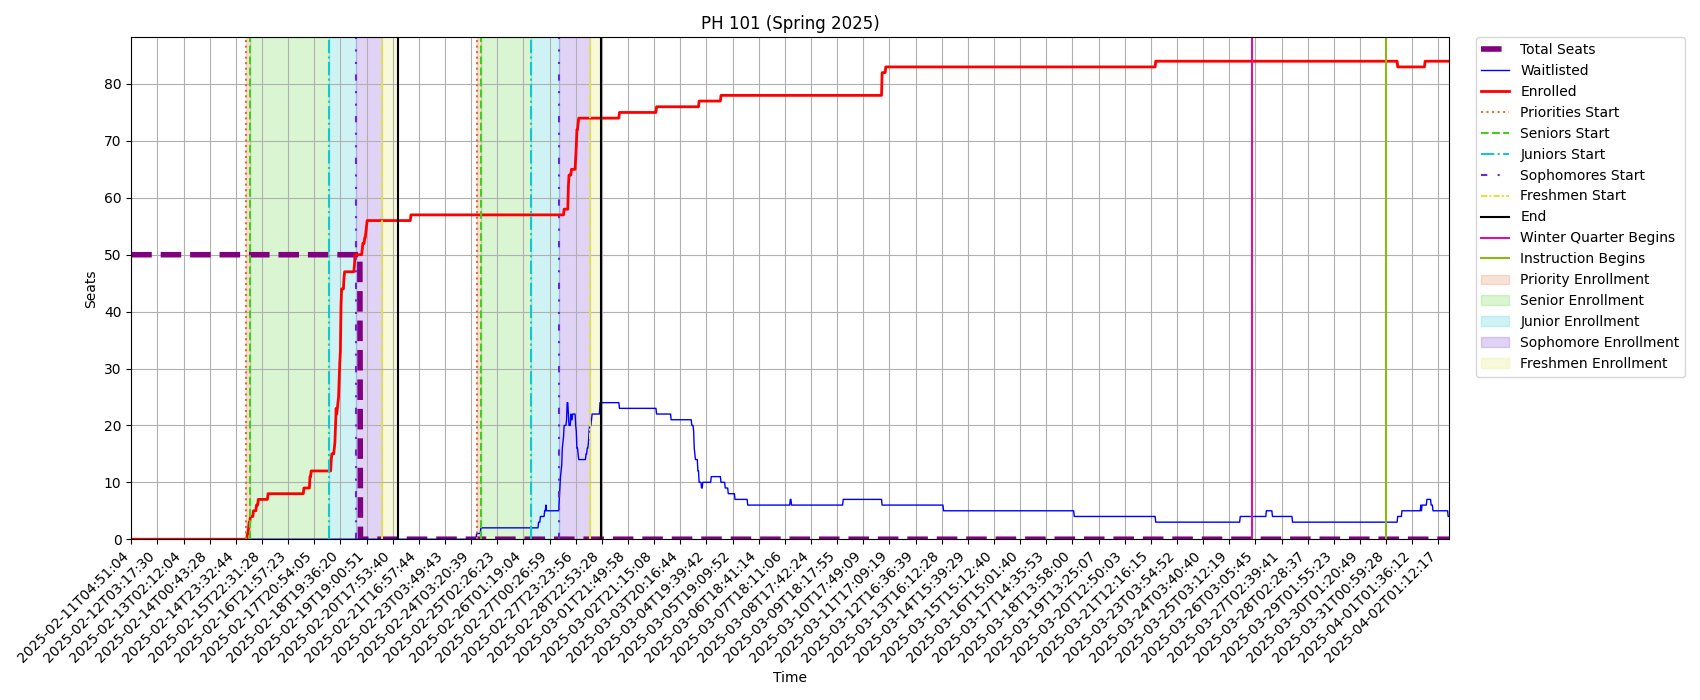 PH 101 (Spring 2025)
Seats
0
10
20
30
40
50
60
70
80
2025-02-11T04:51:04
2025-02-12T03:17:30
2025-02-13T02:12:04
2025-02-14T00:43:28
2025-02-14T23:32:44
2025-02-15T22:31:28
2025-02-16T21:57:23
2025-02-17T20:54:05
2025-02-18T19:36:20
2025-02-19T19:00:51
2025-02-20T17:53:40
2025-02-21T16:57:44
2025-02-24T03:49:43
2025-02-24T03:20:39
2025-02-25T02:26:23
2025-02-26T01:19:04
2025-02-27T00:26:59
2025-02-27T23:23:56
2025-02-28T22:53:28
2025-03-01T21:49:58
2025-03-02T21:15:08
2025-03-03T20:16:44
2025-03-04T19:39:42
2025-03-05T19:09:52
2025-03-06T18:41:14
2025-03-07T18:11:06
2025-03-08T17:42:24
2025-03-09T18:17:55
2025-03-10T17:49:09
2025-03-11T17:09:19
2025-03-12T16:36:39
2025-03-13T16:12:28
2025-03-14T15:39:29
2025-03-15T15:12:40
2025-03-16T15:01:40
2025-03-17T14:35:53
2025-03-18T13:58:00
2025-03-19T13:25:07
2025-03-20T12:50:03
2025-03-21T12:16:15
2025-03-23T03:54:52
2025-03-24T03:40:40
2025-03-25T03:12:19
2025-03-26T03:05:45
2025-03-27T02:39:41
2025-03-28T02:28:37
2025-03-29T01:55:23
2025-03-30T01:20:49
2025-03-31T00:59:28
2025-04-01T01:36:12
2025-04-02T01:12:17
Time
Total Seats
Waitlisted
Enrolled
Priorities Start
Seniors Start
Juniors Start
Sophomores Start
Freshmen Start
End
Winter Quarter Begins
Instruction Begins
Priority Enrollment
Senior Enrollment
Junior Enrollment
Sophomore Enrollment
Freshmen Enrollment